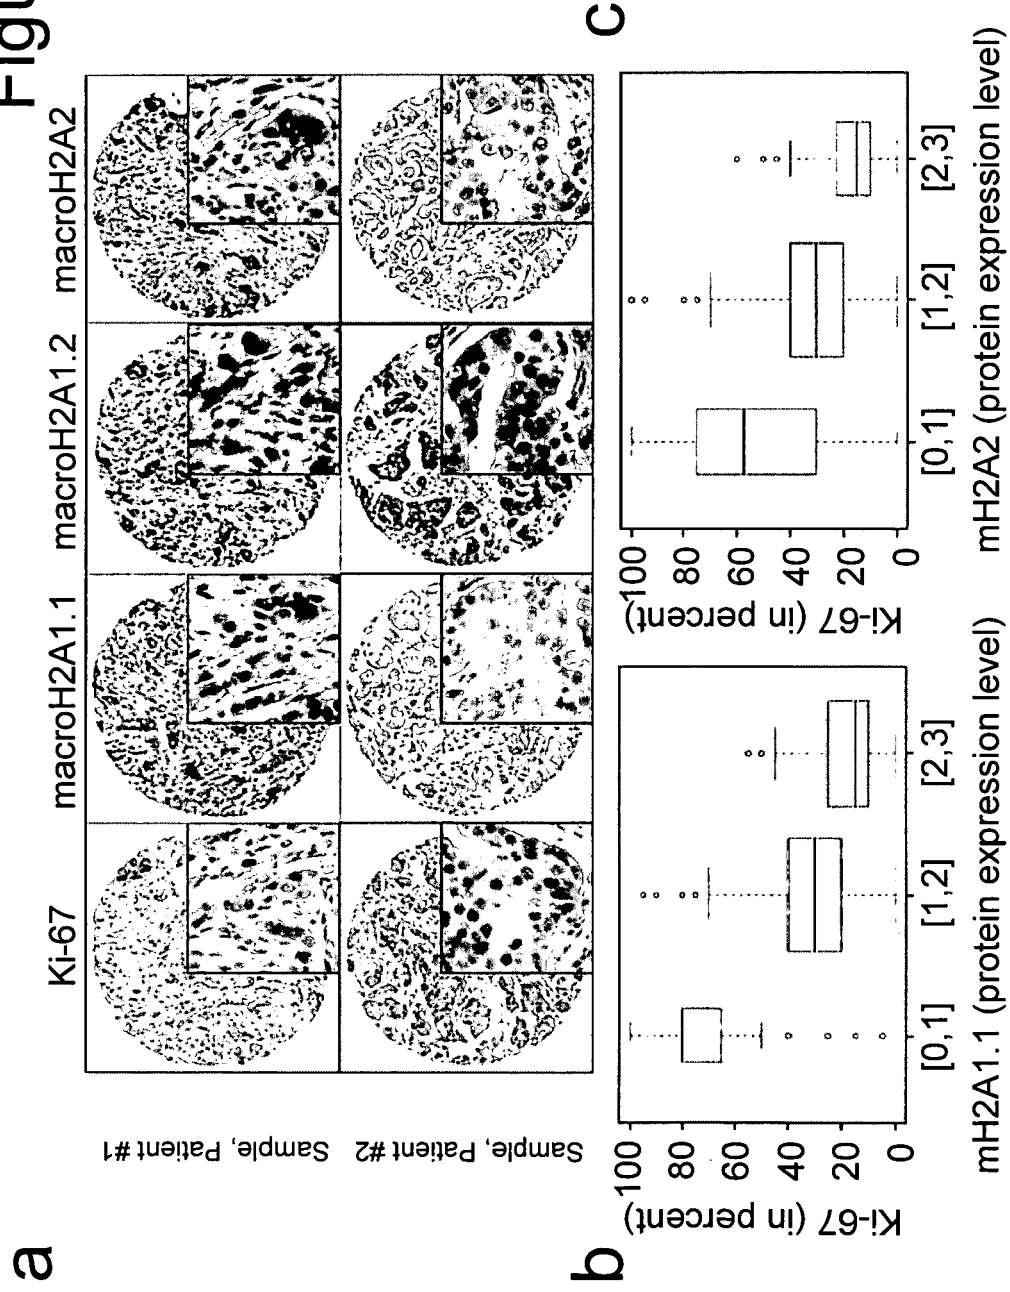 Figu
a
Ki-67 macroH2A1.1 macroH2A1.2 macroH2A2
Sample, Patient #1
Sample, Patient #2
b
Ki-67 (in percent)
100
80
60
40
20
0
[0,1] [1,2] [2,3]
mH2A1.1 (protein expression level)
c
Ki-67 (in percent)
100
80
60
40
20
0
[0,1] [1,2] [2,3]
mH2A2 (protein expression level)